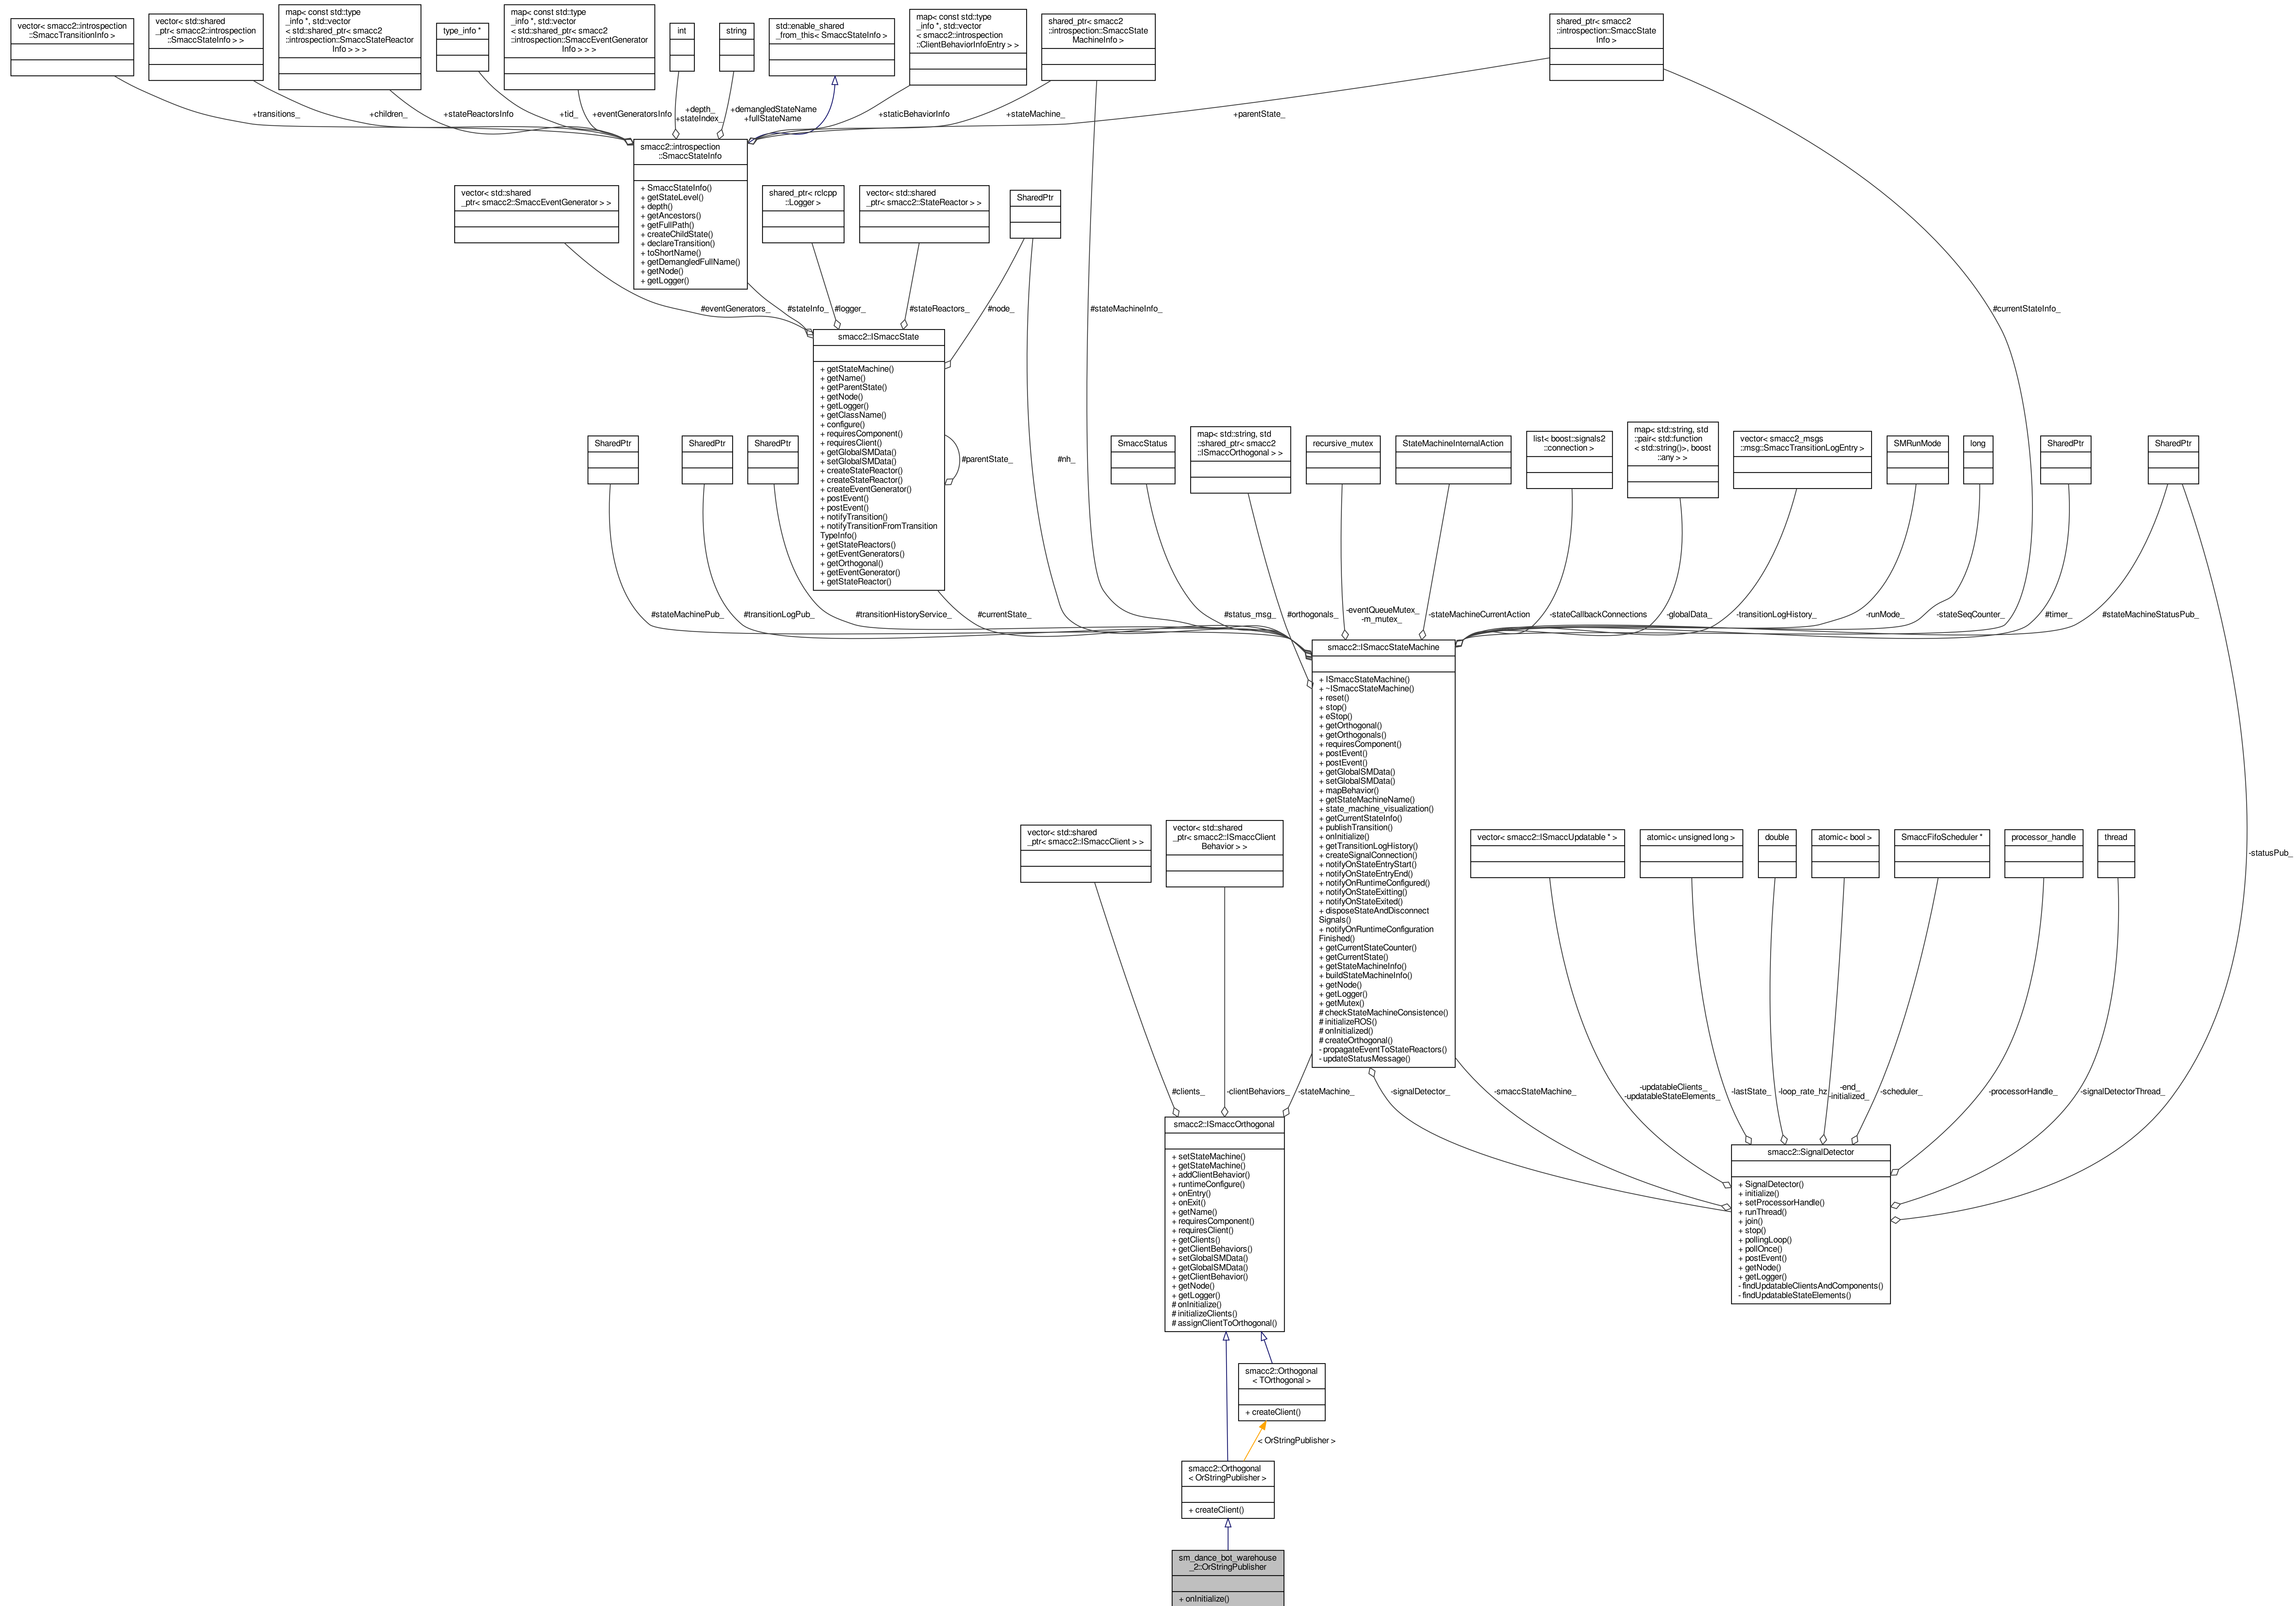 vector< smacc2::introspection
::SmaccTransitionInfo >
vector< std::shared
_ptr< smacc2::introspection
::SmaccStateInfo > >
map< const std::type
_info *, std::vector
< std::shared_ptr< smacc2
::introspection::SmaccStateReactor
Info > > >
type_info *
map< const std::type
_info *, std::vector
< std::shared_ptr< smacc2
::introspection::SmaccEventGenerator
Info > > >
int
string
std::enable_shared
_from_this< SmaccStateInfo >
map< const std::type
_info *, std::vector
< smacc2::introspection
::ClientBehaviorInfoEntry > >
shared_ptr< smacc2
::introspection::SmaccState
MachineInfo >
shared_ptr< smacc2
::introspection::SmaccState
Info >
+transitions_
+children_
+stateReactorsInfo
+tid_
+eventGeneratorsInfo
+depth_
+stateIndex_
+demangledStateName
+fullStateName
+staticBehaviorInfo
+stateMachine_
+parentState_
smacc2::introspection
::SmaccStateInfo
+ SmaccStateInfo()
+ getStateLevel()
+ depth()
+ getAncestors()
+ getFullPath()
+ createChildState()
+ declareTransition()
+ toShortName()
+ getDemangledFullName()
+ getNode()
+ getLogger()
vector< std::shared
_ptr< smacc2::SmaccEventGenerator > >
shared_ptr< rclcpp
::Logger >
vector< std::shared
_ptr< smacc2::StateReactor > >
SharedPtr
#eventGenerators_
#stateInfo_
#logger_
#stateReactors_
#node_
#stateMachineInfo_
#currentStateInfo_
smacc2::ISmaccState
+ getStateMachine()
+ getName()
+ getParentState()
+ getNode()
+ getLogger()
+ getClassName()
+ configure()
+ requiresComponent()
+ requiresClient()
+ getGlobalSMData()
+ setGlobalSMData()
+ createStateReactor()
+ createStateReactor()
+ createEventGenerator()
+ postEvent()
+ postEvent()
+ notifyTransition()
+ notifyTransitionFromTransition
TypeInfo()
+ getStateReactors()
+ getEventGenerators()
+ getOrthogonal()
+ getEventGenerator()
+ getStateReactor()
#parentState_
#nh_
SharedPtr
SharedPtr
SharedPtr
SmaccStatus
map< std::string, std
::shared_ptr< smacc2
::ISmaccOrthogonal > >
recursive_mutex
StateMachineInternalAction
list< boost::signals2
::connection >
map< std::string, std
::pair< std::function
< std::string()>, boost
::any > >
vector< smacc2_msgs
::msg::SmaccTransitionLogEntry >
SMRunMode
long
SharedPtr
SharedPtr
#stateMachinePub_
#transitionLogPub_
#transitionHistoryService_
#currentState_
#status_msg_
#orthogonals_
-eventQueueMutex_
-m_mutex_
-stateMachineCurrentAction
-stateCallbackConnections
-globalData_
-transitionLogHistory_
-runMode_
-stateSeqCounter_
#timer_
#stateMachineStatusPub_
smacc2::ISmaccStateMachine
+ ISmaccStateMachine()
+ ~ISmaccStateMachine()
+ reset()
+ stop()
+ eStop()
+ getOrthogonal()
+ getOrthogonals()
+ requiresComponent()
+ postEvent()
+ postEvent()
+ getGlobalSMData()
+ setGlobalSMData()
+ mapBehavior()
+ getStateMachineName()
+ state_machine_visualization()
+ getCurrentStateInfo()
+ publishTransition()
+ onInitialize()
+ getTransitionLogHistory()
+ createSignalConnection()
+ notifyOnStateEntryStart()
+ notifyOnStateEntryEnd()
+ notifyOnRuntimeConfigured()
+ notifyOnStateExitting()
+ notifyOnStateExited()
+ disposeStateAndDisconnect
Signals()
+ notifyOnRuntimeConfiguration
Finished()
+ getCurrentStateCounter()
+ getCurrentState()
+ getStateMachineInfo()
+ buildStateMachineInfo()
+ getNode()
+ getLogger()
+ getMutex()
# checkStateMachineConsistence()
# initializeROS()
# onInitialized()
# createOrthogonal()
- propagateEventToStateReactors()
- updateStatusMessage()
vector< std::shared
_ptr< smacc2::ISmaccClient > >
vector< std::shared
_ptr< smacc2::ISmaccClient
Behavior > >
vector< smacc2::ISmaccUpdatable * >
atomic< unsigned long >
double
atomic< bool >
SmaccFifoScheduler *
processor_handle
thread
-statusPub_
#clients_
-clientBehaviors_
-stateMachine_
-signalDetector_
-smaccStateMachine_
-updatableClients_
-updatableStateElements_
-lastState_
-loop_rate_hz
-end_
-initialized_
-scheduler_
-processorHandle_
-signalDetectorThread_
smacc2::ISmaccOrthogonal
+ setStateMachine()
+ getStateMachine()
+ addClientBehavior()
+ runtimeConfigure()
+ onEntry()
+ onExit()
+ getName()
+ requiresComponent()
+ requiresClient()
+ getClients()
+ getClientBehaviors()
+ setGlobalSMData()
+ getGlobalSMData()
+ getClientBehavior()
+ getNode()
+ getLogger()
# onInitialize()
# initializeClients()
# assignClientToOrthogonal()
smacc2::SignalDetector
+ SignalDetector()
+ initialize()
+ setProcessorHandle()
+ runThread()
+ join()
+ stop()
+ pollingLoop()
+ pollOnce()
+ postEvent()
+ getNode()
+ getLogger()
- findUpdatableClientsAndComponents()
- findUpdatableStateElements()
smacc2::Orthogonal
< TOrthogonal >
+ createClient()
< OrStringPublisher >
smacc2::Orthogonal
< OrStringPublisher >
+ createClient()
sm_dance_bot_warehouse
_2::OrStringPublisher
+ onInitialize()